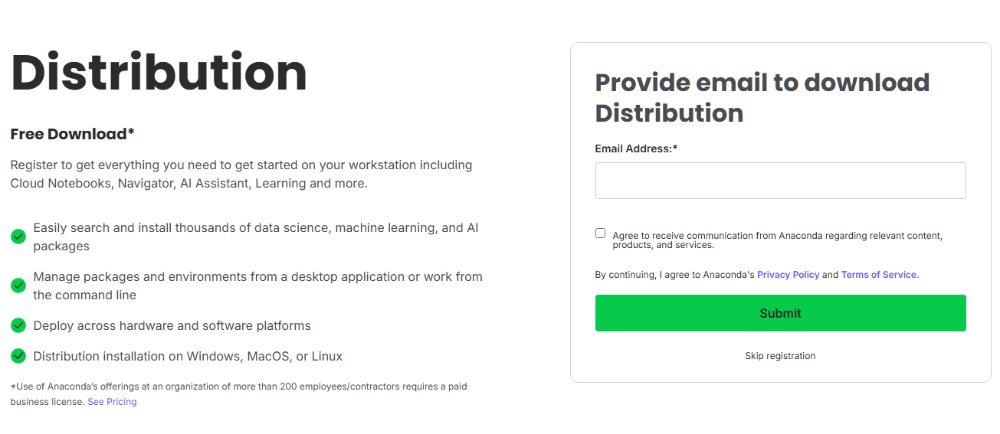 Distribution
Free Download*
Register to get everything you need to get started on your workstation including
Cloud Notebooks, Navigator, AI Assistant, Learning and more.
Easily search and install thousands of data science, machine learning, and AI
packages
Manage packages and environments from a desktop application or work from
the command line
Deploy across hardware and software platforms
Distribution installation on Windows, MacOS, or Linux
*Use of Anaconda’s offerings at an organization of more than 200 employees/contractors requires a paid
business license. See Pricing
Provide email to download
Distribution
Email Address:*
Agree to receive communication from Anaconda regarding relevant content,
products, and services.
By continuing, I agree to Anaconda's Privacy Policy and Terms of Service.
Submit
Skip registration